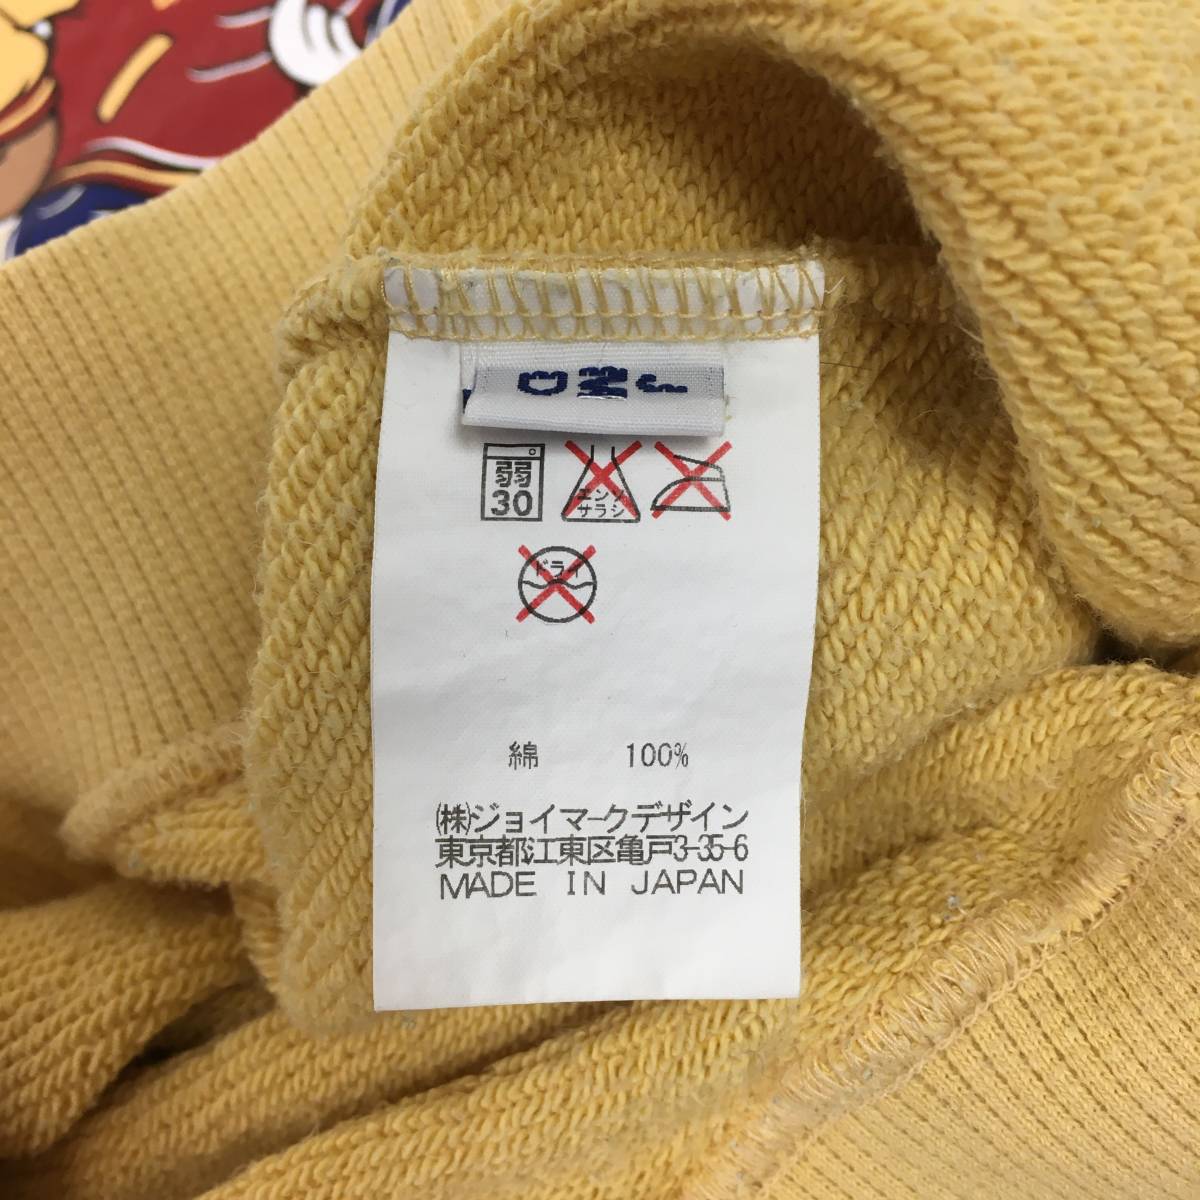 弱
30
エンソ
サラシ
ドライ
綿 100%
(株)ジョイマークデザイン
東京都江東区亀戸3-35-6
MADE IN JAPAN